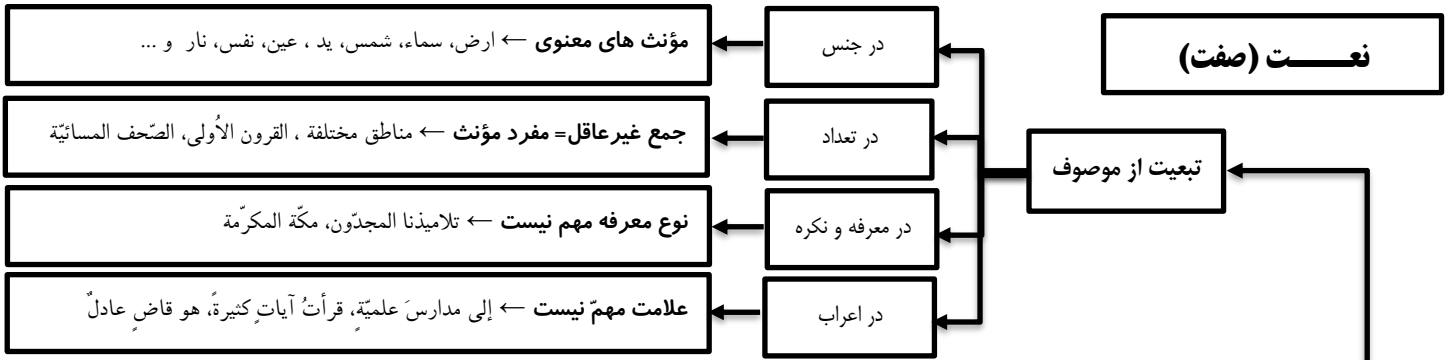 نعـــــــت (صفت)
تبعیت از موصوف
در جنس
مؤنث های معنوی ← ارض، سماء، شمس، ید ، عین، نفس، نار و ...
در تعداد
جمع غیرعاقل= مفرد مؤنث ← مناطق مختلفة ، القرون الاُولی، الصّحف المسائیّة
در معرفه و نکره
نوع معرفه مهم نیست ← تلامیذنا المجدّون، مکّة المکرّمة
در اعراب
علامت مهمّ نیست ← إلی مدارسَ علمیّةٍ، قرأتُ آیاتٍ کثیرةً، هو قاضٍ عادلٌ